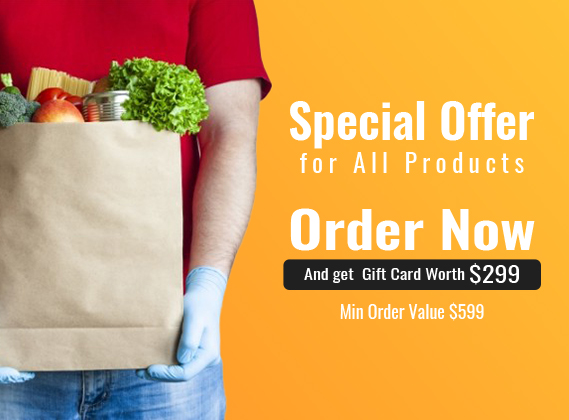 Special Offer
for All Products
Order Now
And get Gift Card Worth $299
Min Order Value $599